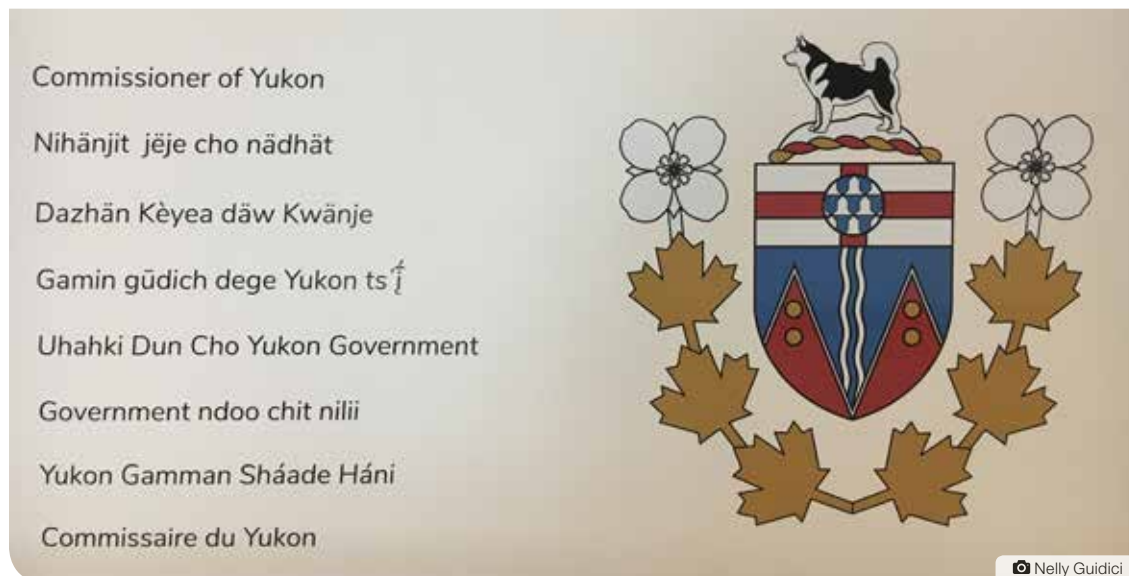 Commissioner of Yukon
Nihänjit jëje cho nädhät
Dazhän Kèyea däw Kwänje
Gamin gūdich dege Yukon
Uhahki Dun Cho Yukon Government
Government ndoo chit nilii
Yukon Gamman Sháade Háni
Commissaire du Yukon
Nelly Guidici